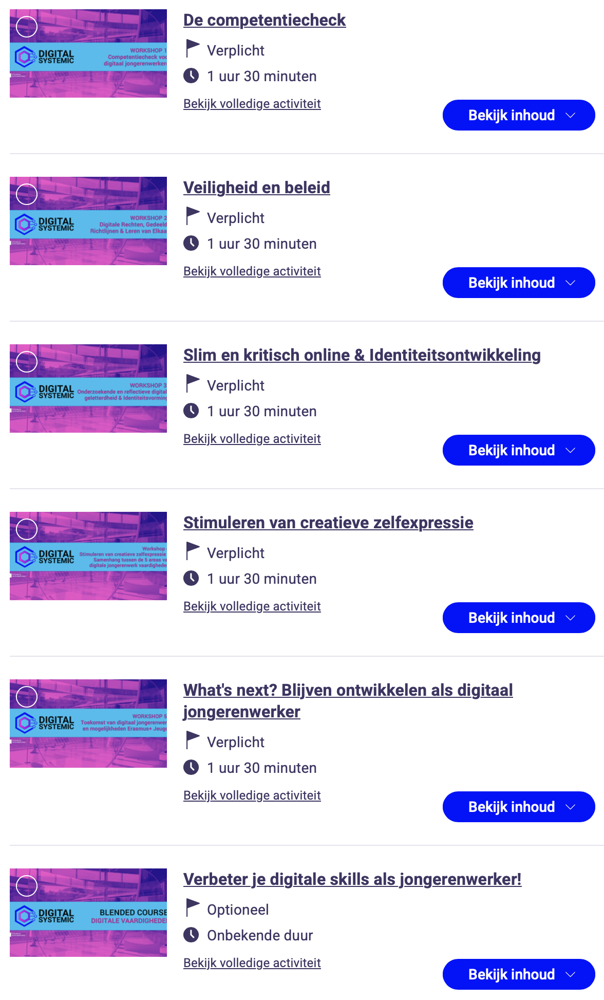 De competentiecheck
DIGITAL
SYSTEMIC
WORKSHOP 1
Competentiecheck voo
digitaal jongerenwerkers
Verplicht
1 uur 30 minuten
Bekijk volledige activiteit
Bekijk inhoud
Veiligheid en beleid
DIGITAL
SYSTEMIC
WORKSHOP 2
Digitale Rechten, Gedeeld
Richtlijnen & Leren van Elkaa
Verplicht
1 uur 30 minuten
Bekijk volledige activiteit
Bekijk inhoud
Slim en kritisch online & Identiteitsontwikkeling
DIGITAL
SYSTEMIC
WORKSHOP 3
Onderzoekende en reflectieve digital
geletterdheid & Identiteitsvorming
Verplicht
1 uur 30 minuten
Bekijk volledige activiteit
Bekijk inhoud
Stimuleren van creatieve zelfexpressie
DIGITAL
SYSTEMIC
Workshop
Stimuleren van creatieve zelfexpressie
Samenhang tussen de 5 areas va
digitale jongerenwerk vaardighede
Verplicht
1 uur 30 minuten
Bekijk volledige activiteit
Bekijk inhoud
What's next? Blijven ontwikkelen als digitaal
jongerenwerker
DIGITAL
SYSTEMIC
WORKSHOP 5
Toekomst van digitaal jongerenwer
en mogelijkheden Erasmus+ Jeugd
Verplicht
1 uur 30 minuten
Bekijk volledige activiteit
Bekijk inhoud
Verbeter je digitale skills als jongerenwerker!
DIGITAL
SYSTEMIC
BLENDED COURSE
DIGITALE VAARDIGHEDEN
Optioneel
Onbekende duur
Bekijk volledige activiteit
Bekijk inhoud